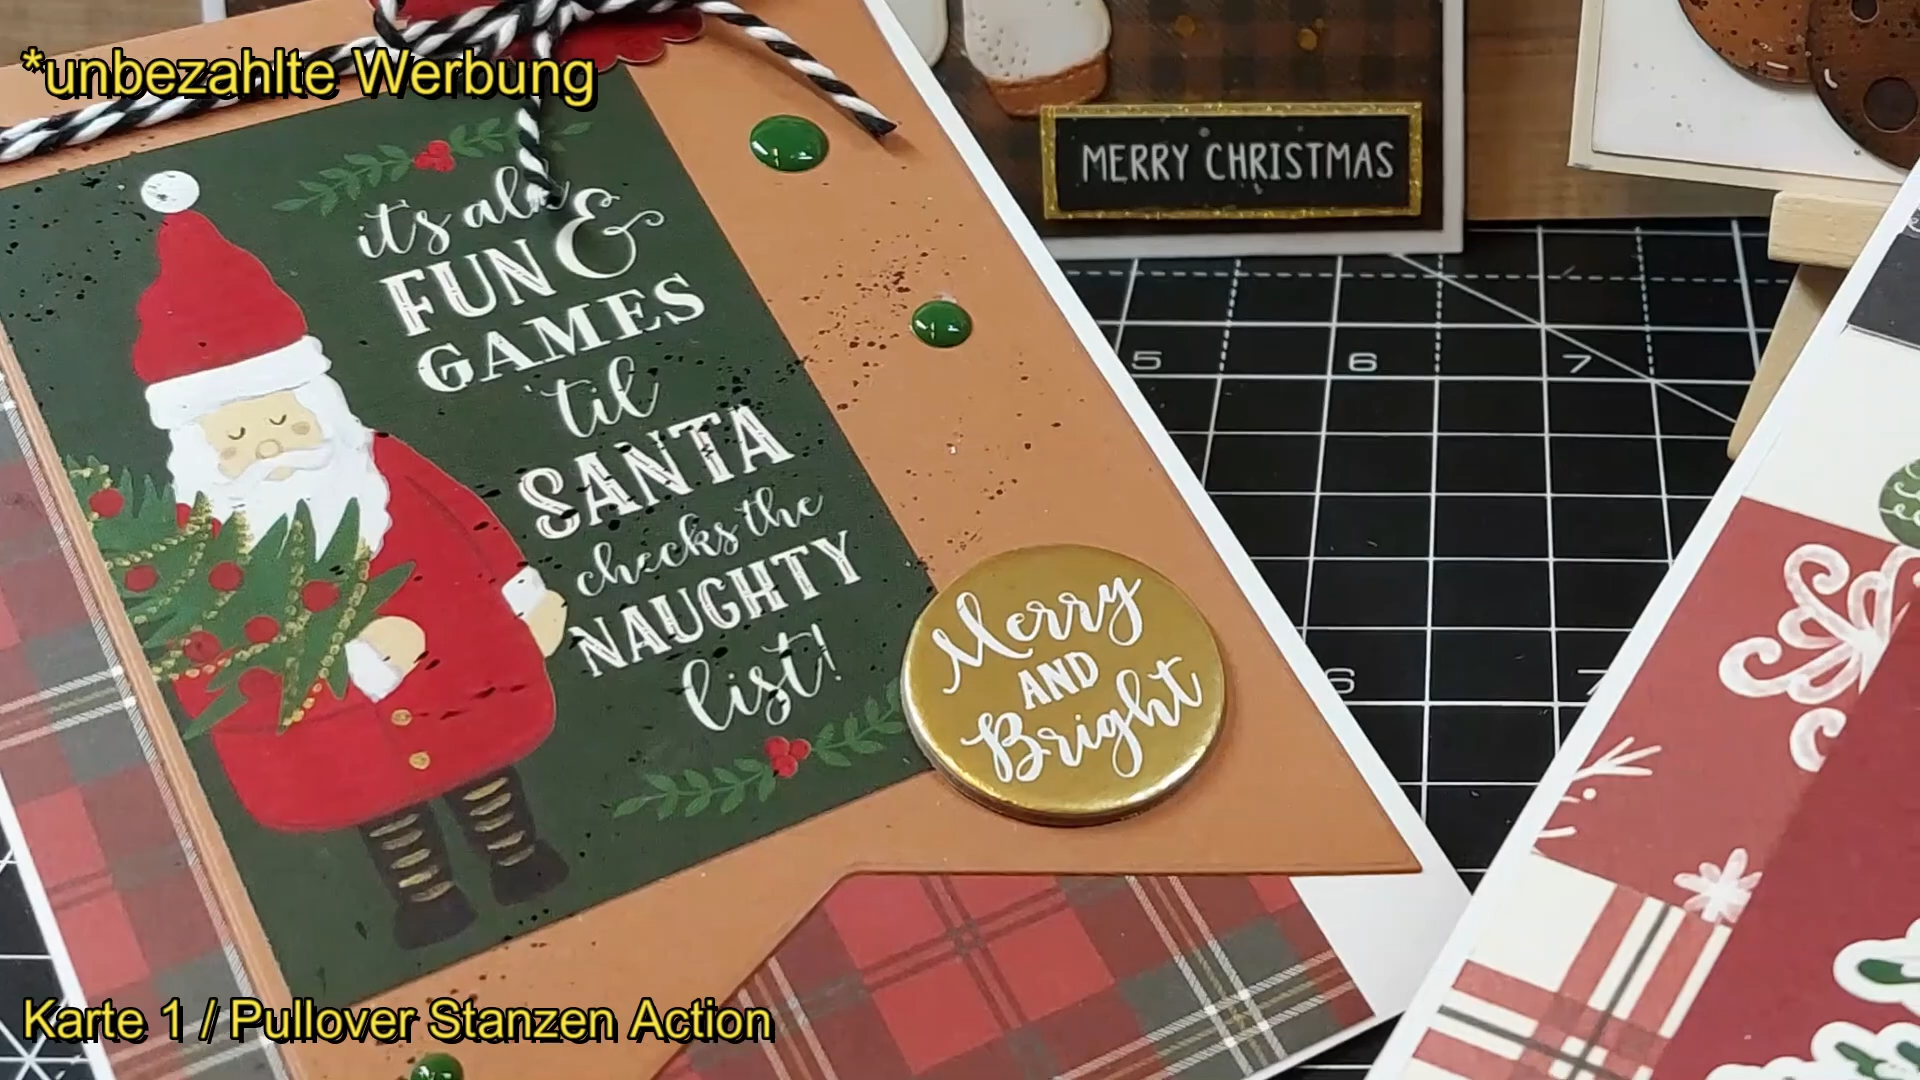 *unbezahlte Werbung
it's all
FUN &
GAMES
'til
SANTA
checks the
NAUGHTY
list!
Merry
AND
Bright
MERRY CHRISTMAS
5 6 7
6 7
Karte 1 / Pullover Stanzen Action